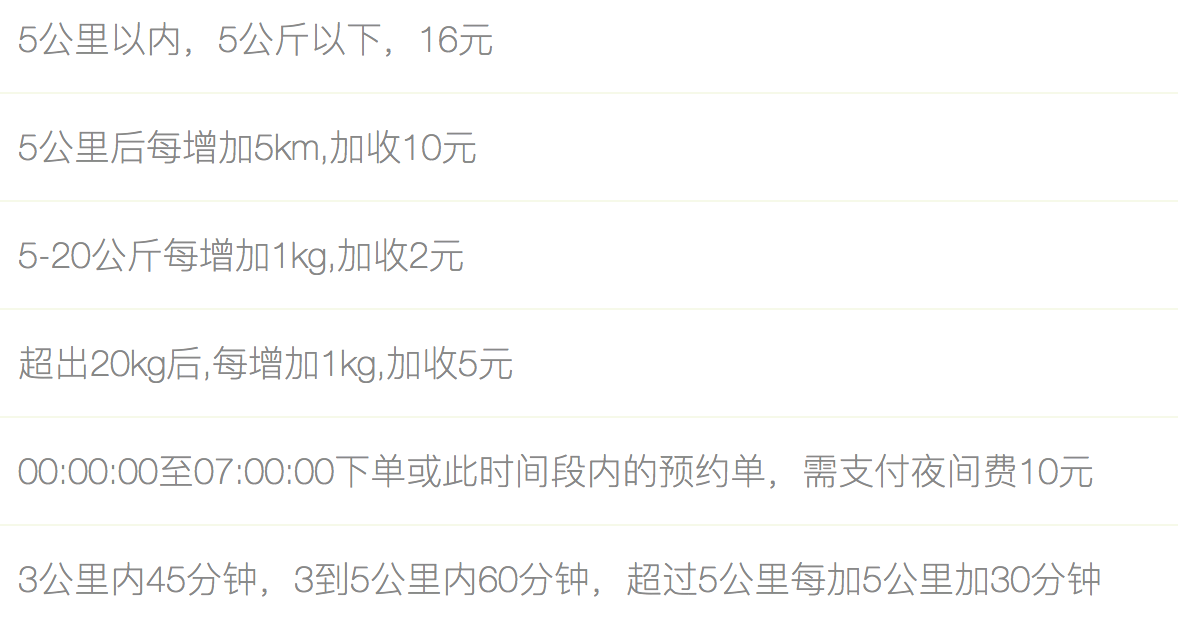 5公里以内，5公斤以下，16元
5公里后每增加5km,加收10元
5-20公斤每增加1kg,加收2元
超出20kg后,每增加1kg,加收5元
00:00:00至07:00:00下单或此时间段内的预约单，需支付夜间费10元
3公里内45分钟，3到5公里内60分钟，超过5公里每加5公里加30分钟